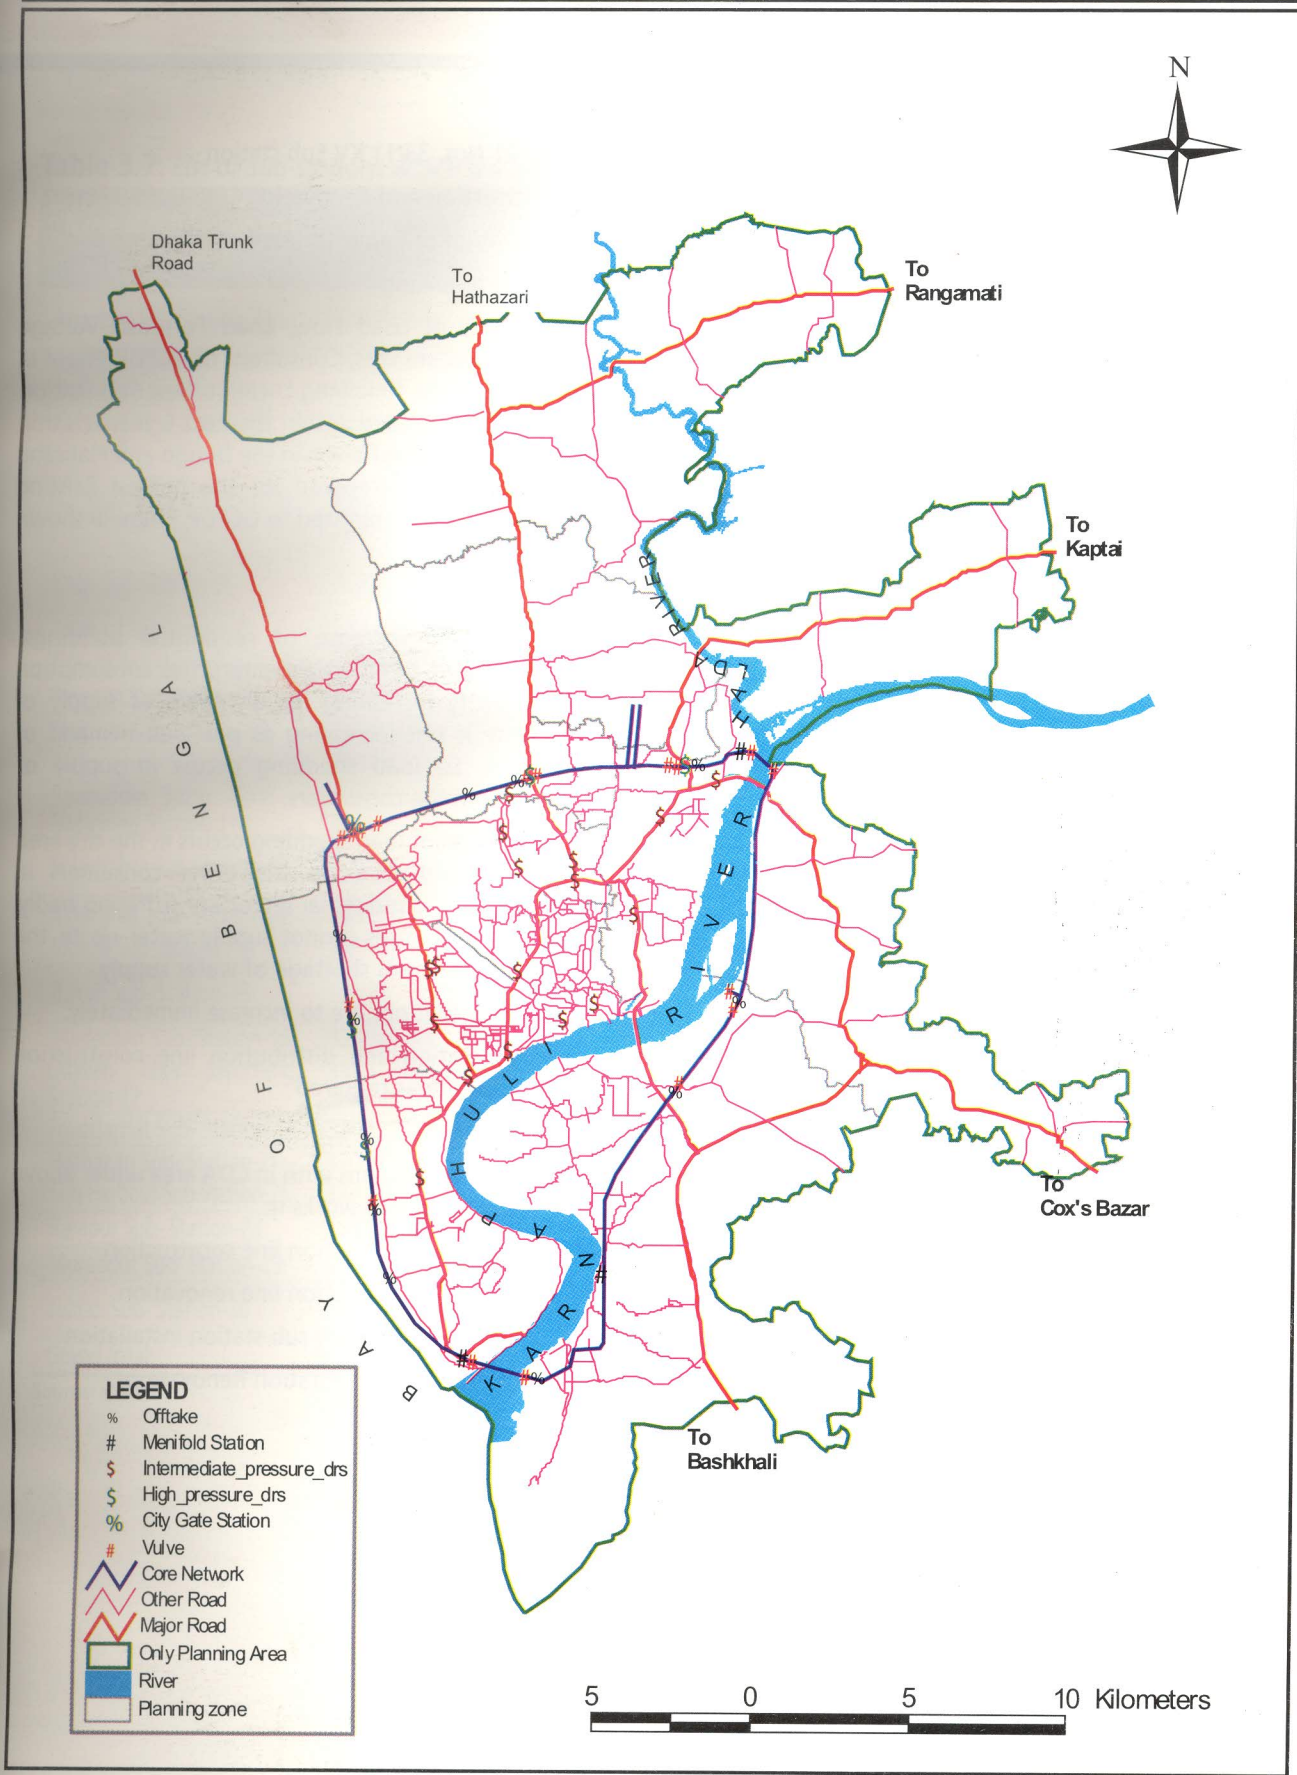 N
Dhaka Trunk
Road
To
Hathazari
To
Rangamati
To
Kaptai
HALDA RIVER
BAY OF BENGAL
KARNAPHULI RIVER
To
Cox's Bazar
To
Bashkhali
LEGEND
% Offtake
# Menifold Station
$ Intermediate_pressure_drs
$ High_pressure_drs
% City Gate Station
# Vulve
Core Network
Other Road
Major Road
Only Planning Area
River
Planning zone
5 0 5 10 Kilometers